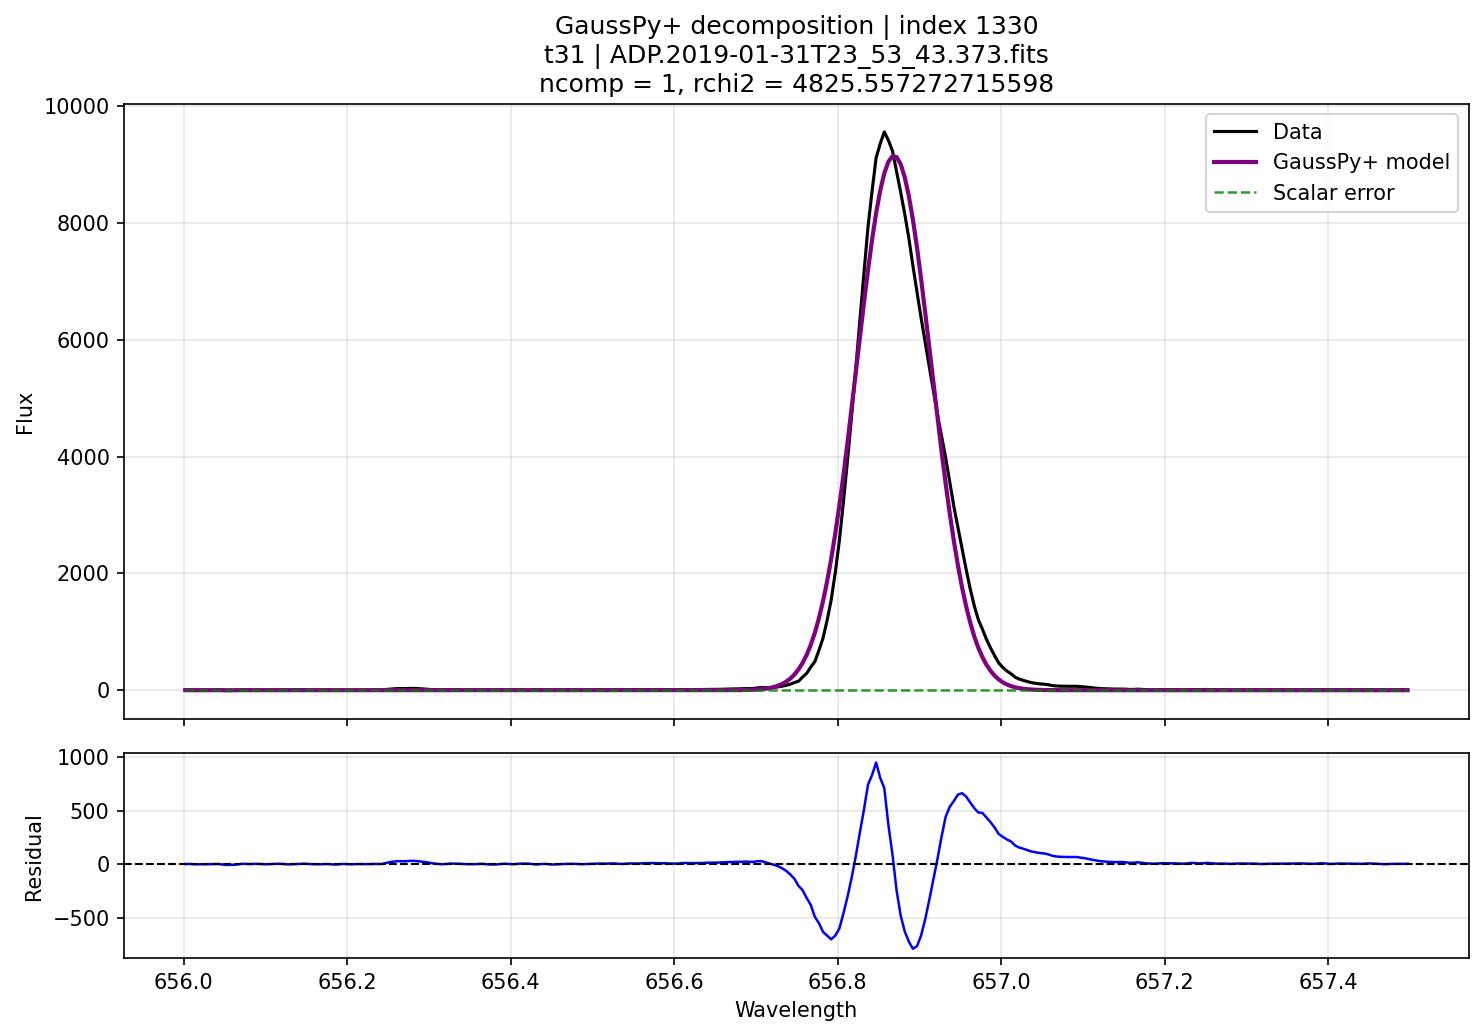 GaussPy+ decomposition | index 1330
t31 | ADP.2019-01-31T23_53_43.373.fits
ncomp = 1, rchi2 = 4825.557272715598
10000
8000
6000
4000
2000
0
Flux
Data
GaussPy+ model
Scalar error
1000
500
0
−500
Residual
656.0
656.2
656.4
656.6
656.8
657.0
657.2
657.4
Wavelength